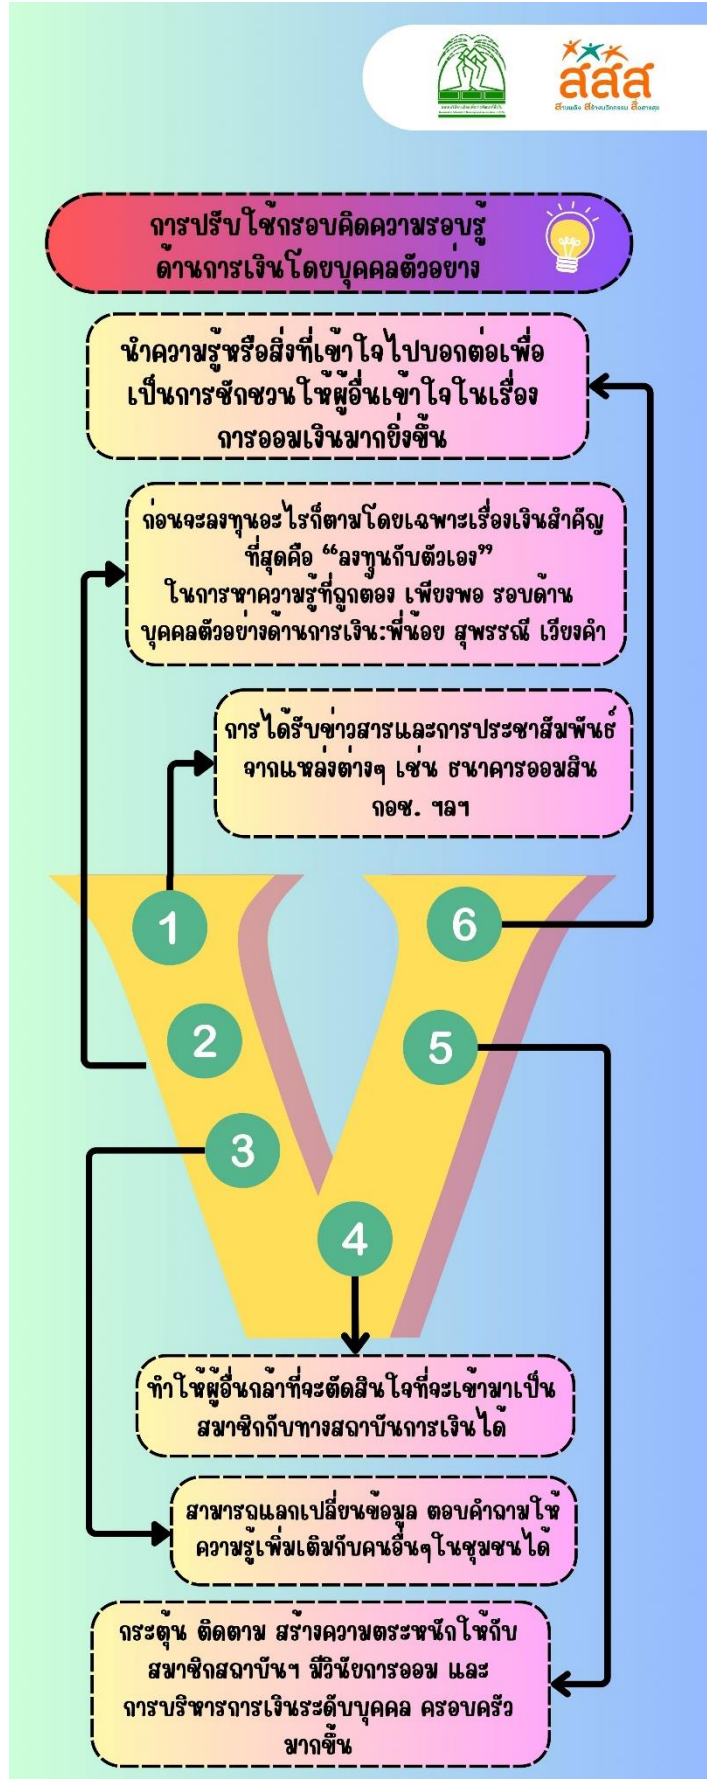 สสส
สานพลัง สร้างนวัตกรรม สื่อสารสุข
การปรับใช้กรอบคิดความรอบรู้
ด้านการเงินโดยบุคคลตัวอย่าง
นำความรู้หรือสิ่งที่เข้าใจไปบอกต่อเพื่อ
เป็นการชักชวนให้ผู้อื่นเข้าใจในเรื่อง
การออมเงินมากยิ่งขึ้น
ก่อนจะลงทุนอะไรก็ตามโดยเฉพาะเรื่องเงินสำคัญ
ที่สุดคือ “ลงทุนกับตัวเอง”
ในการหาความรู้ที่ถูกต้อง เพียงพอ รอบด้าน
บุคคลตัวอย่างด้านการเงิน:พี่น้อย สุพรรณี เวียงคำ
การได้รับข่าวสารและการประชาสัมพันธ์
จากแหล่งต่างๆ เช่น ธนาคารออมสิน
กอช. ฯลฯ
V
1
6
2
5
3
4
ทำให้ผู้อื่นกล้าที่จะตัดสินใจที่จะเข้ามาเป็น
สมาชิกกับทางสถาบันการเงินได้
สามารถแลกเปลี่ยนข้อมูล ตอบคำถามให้
ความรู้เพิ่มเติมกับคนอื่นๆในชุมชนได้
กระตุ้น ติดตาม สร้างความตระหนักให้กับ
สมาชิกสถาบันฯ มีวินัยการออม และ
การบริหารการเงินระดับบุคคล ครอบครัว
มากขึ้น